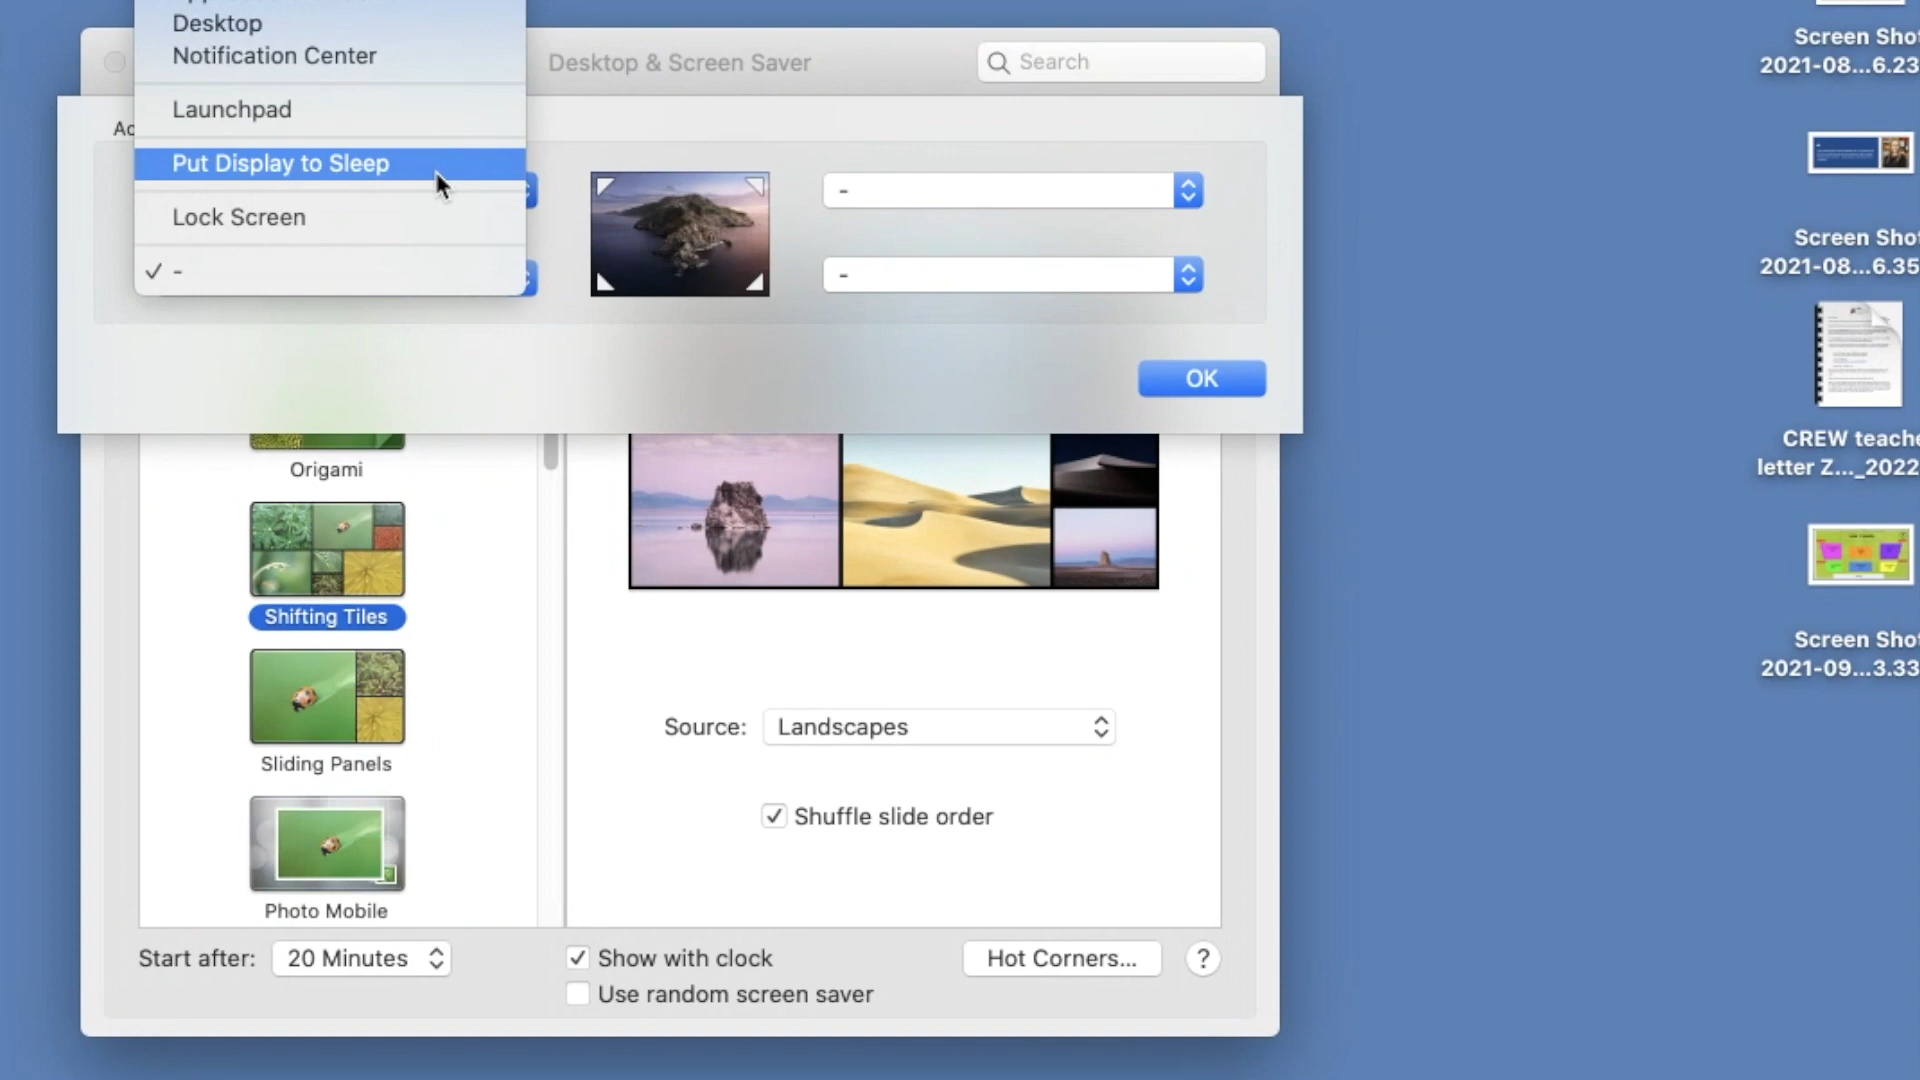 Desktop
Notification Center
Launchpad
Put Display to Sleep
Lock Screen
✓ -
Desktop & Screen Saver
Search
-
-
OK
Origami
Shifting Tiles
Sliding Panels
Photo Mobile
Source: Landscapes
Shuffle slide order
Start after: 20 Minutes
Show with clock
Use random screen saver
Hot Corners...
?
Screen Shot
2021-08...6.23
Screen Shot
2021-08...6.35
CREW teache
letter Z..._2022
Screen Shot
2021-09...3.33